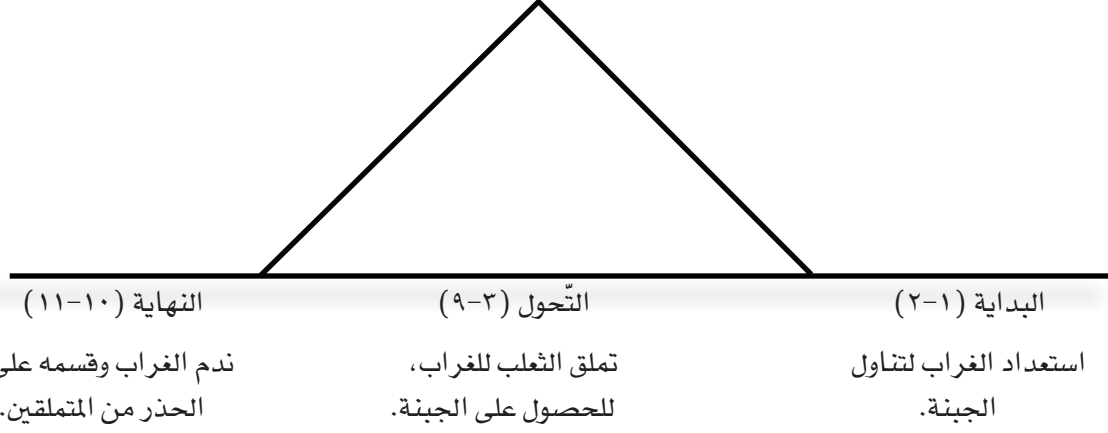 البداية (١-٢)
استعداد الغراب لتناول
الجبنة.
التّحول (٣-٩)
تملق الثعلب للغراب،
للحصول على الجبنة.
النهاية (١٠-١١)
ندم الغراب وقسمه على
الحذر من المتملقين.